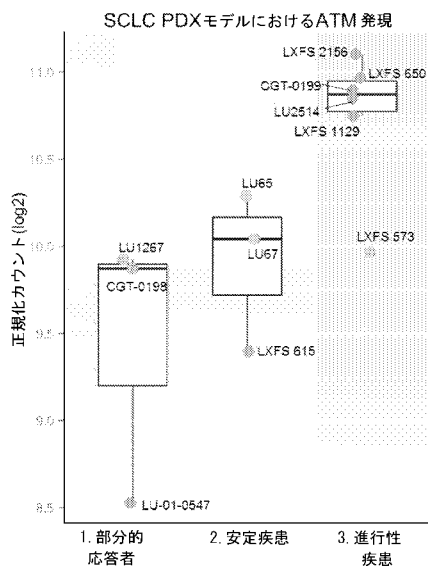 SCLC PDXモデルにおけるATM発現
正規化カウント(log2)
11.0
10.5
10.0
9.5
9.0
8.5
LXFS 2156
LXFS 650
CGT-0199
LU2514
LXFS 1129
LU65
LU1267
LU67
LXFS 573
CGT-0198
LXFS 615
LU-01-0547
1. 部分的
応答者
2. 安定疾患
3. 進行性
疾患